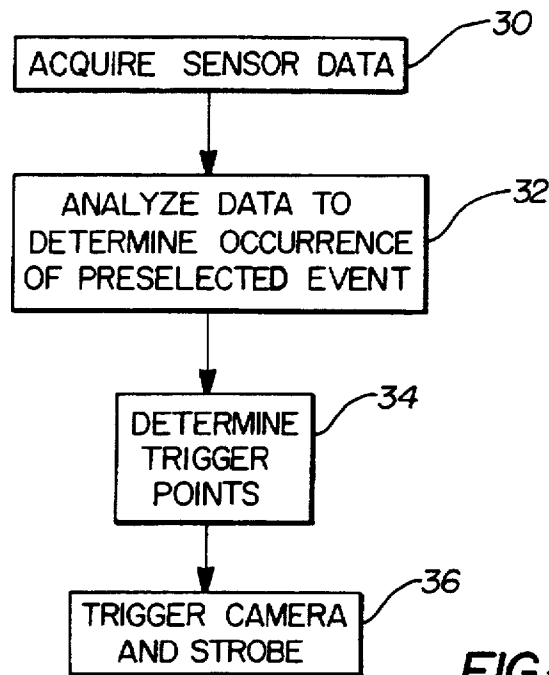 30
ACQUIRE SENSOR DATA
32
ANALYZE DATA TO
DETERMINE OCCURRENCE
OF PRESELECTED EVENT
34
DETERMINE
TRIGGER
POINTS
36
TRIGGER CAMERA
AND STROBE
FIG